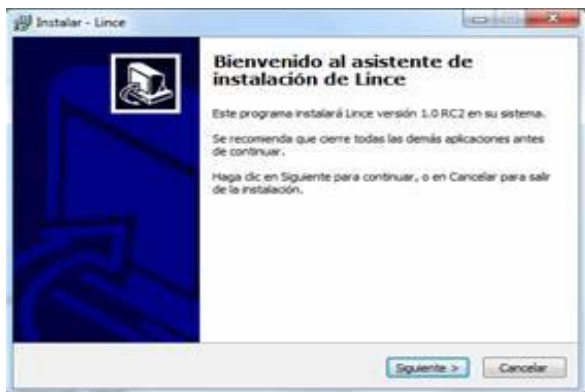 Instalar - Lince
Bienvenido al asistente de
instalación de Lince
Este programa instalará Lince versión 1.0 RC2 en su sistema.
Se recomienda que cierre todas las demás aplicaciones antes
de continuar.
Haga clic en Siguiente para continuar, o en Cancelar para salir
de la instalación.
Siguiente >
Cancelar